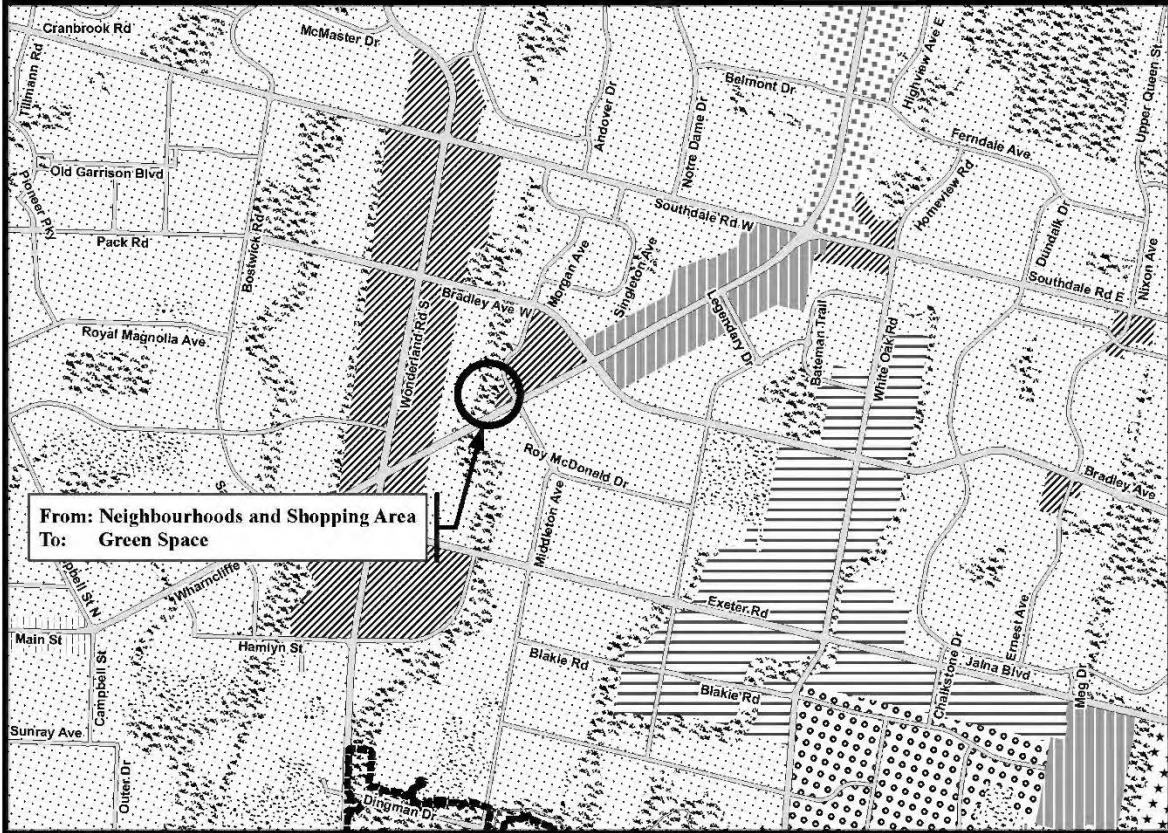 Cranbrook Rd
McMaster Dr
Tillmann Rd
Andover Dr
Notre Dame Dr
Belmont Dr
Highview Ave E
Upper Queen St
Ferndale Ave
Old Garrison Blvd
Pioneer Pky
Pack Rd
Bostwick Rd
Homeview Rd
Dundalk Dr
Nixon Ave
Southdale Rd W
Southdale Rd E
Morgan Ave
Singleton Ave
Bradley Ave W
Wonderland Rd S
Legendary Dr
Bateman Trail
White Oak Rd
Royal Magnolia Ave
Roy McDonald Dr
Bradley Ave
Middleton Ave
From: Neighbourhoods and Shopping Area
To: Green Space
Wharncliffe
Exeter Rd
Ernest Ave
Main St
Campbell St
Hamlyn St
Blakie Rd
Blakie Rd
Chalkstone Dr
Jalna Blvd
Meg Dr
Sunray Ave
Outer Dr
Dingman Dr